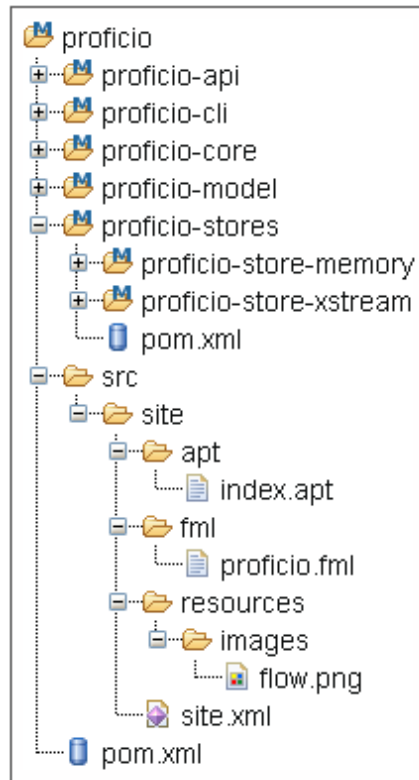 proficio
proficio-api
proficio-cli
proficio-core
proficio-model
proficio-stores
proficio-store-memory
proficio-store-xstream
pom.xml
src
site
apt
index.apt
fml
proficio.fml
resources
images
flow.png
site.xml
pom.xml